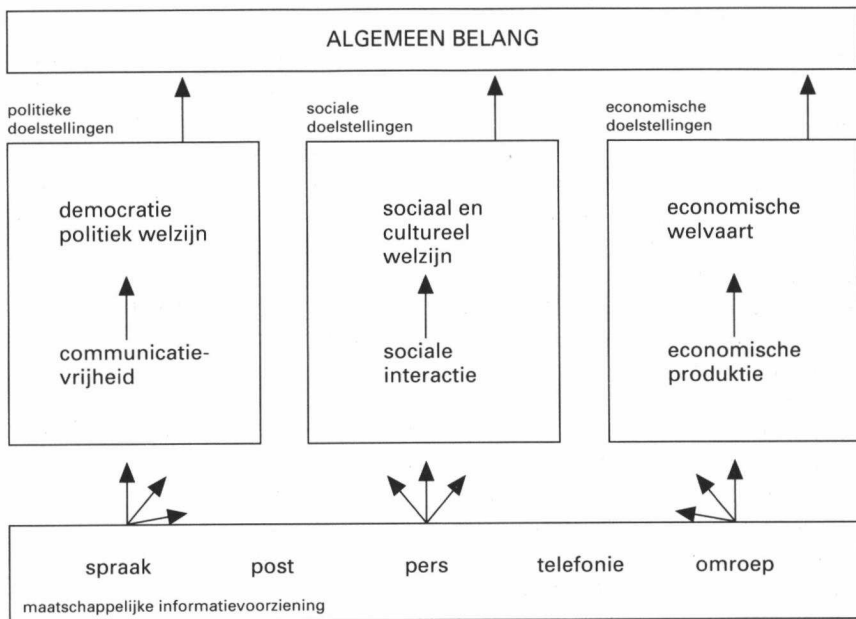 ALGEMEEN BELANG
politieke
doelstellingen
sociale
doelstellingen
economische
doelstellingen
democratie
politiek welzijn
sociaal en
cultureel
welzijn
economische
welvaart
communicatie-
vrijheid
sociale
interactie
economische
produktie
spraak
post
pers
telefonie
omroep
maatschappelijke informatievoorziening